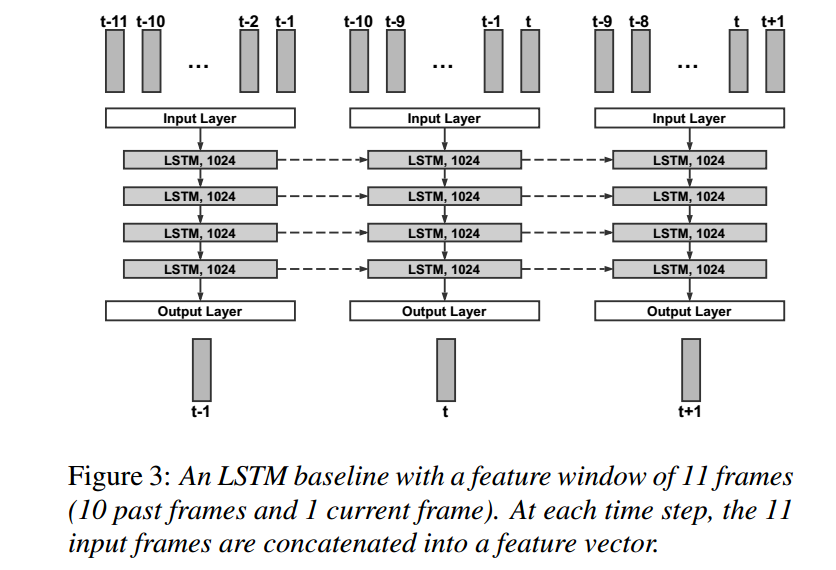 t-11 t-10 ... t-2 t-1 t-10 t-9 ... t-1 t t-9 t-8 ... t t+1
Input Layer Input Layer Input Layer
LSTM, 1024 LSTM, 1024 LSTM, 1024
LSTM, 1024 LSTM, 1024 LSTM, 1024
LSTM, 1024 LSTM, 1024 LSTM, 1024
LSTM, 1024 LSTM, 1024 LSTM, 1024
Output Layer Output Layer Output Layer
t-1 t t+1
Figure 3: An LSTM baseline with a feature window of 11 frames
(10 past frames and 1 current frame). At each time step, the 11
input frames are concatenated into a feature vector.